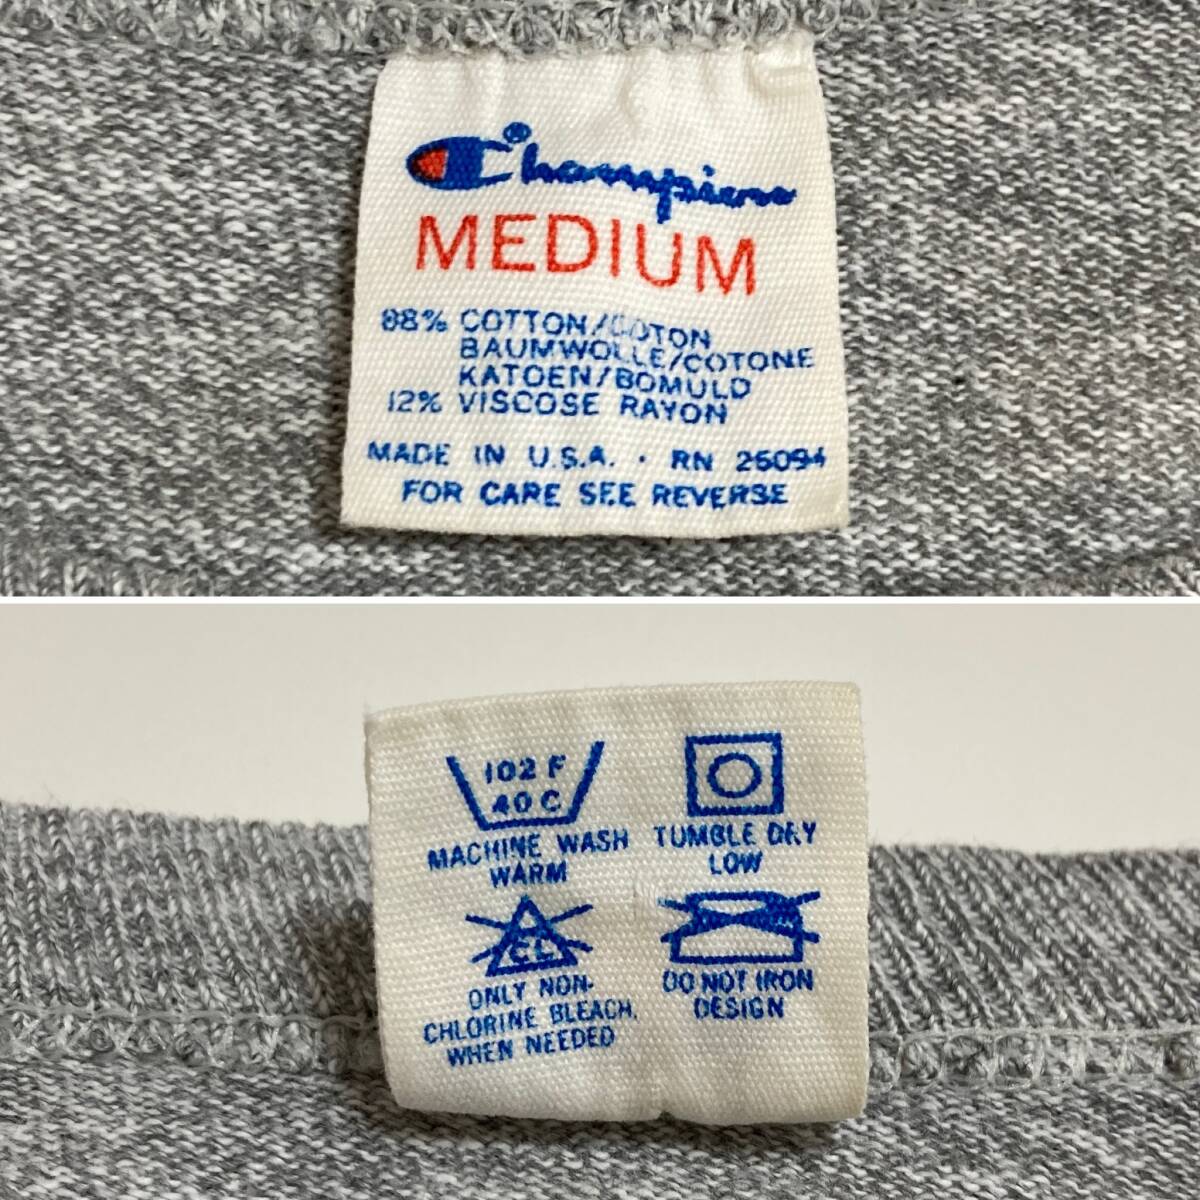 Champion®
MEDIUM
88% COTTON/COTON
BAUMWOLLE/COTONE
KATOEN/BOMULD
12% VISCOSE RAYON
MADE IN U.S.A. · RN 26094
FOR CARE SEE REVERSE
102 F
40 C
MACHINE WASH
WARM
TUMBLE DRY
LOW
CL
ONLY NON-
CHLORINE BLEACH,
WHEN NEEDED
DO NOT IRON
DESIGN